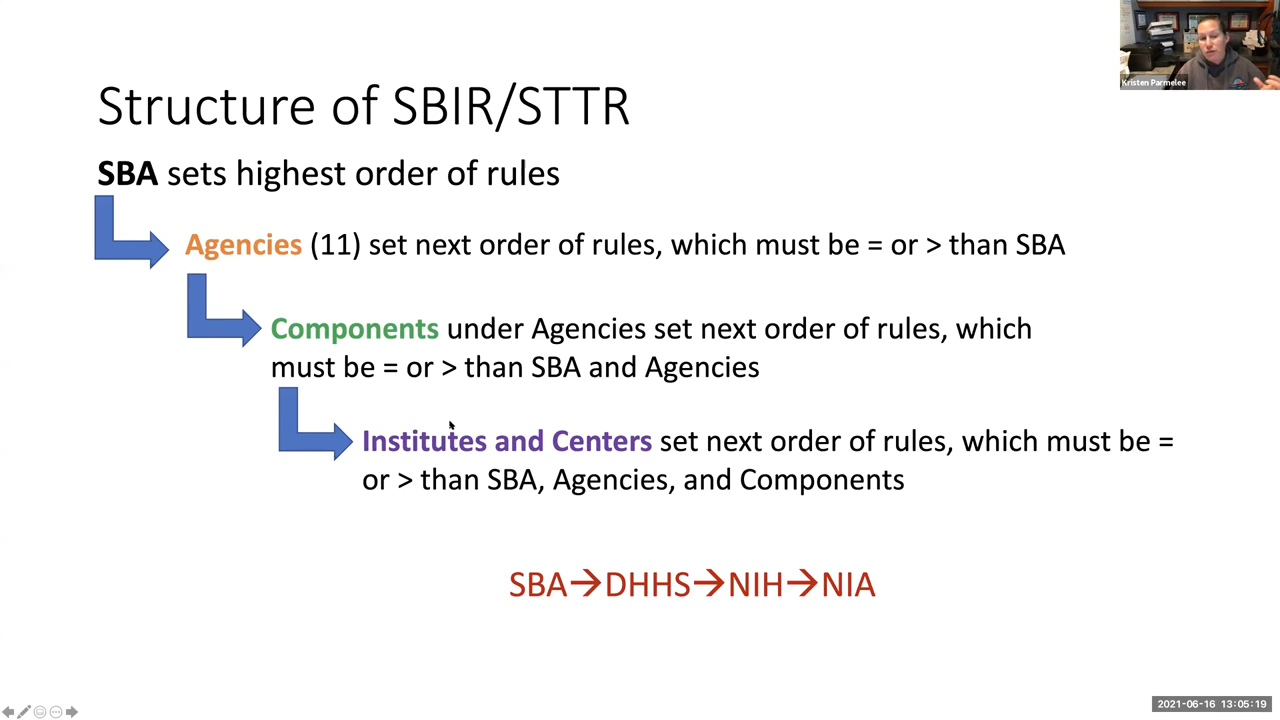 Kristen Parmelee
Structure of SBIR/STTR
SBA sets highest order of rules
Agencies (11) set next order of rules, which must be = or > than SBA
Components under Agencies set next order of rules, which
must be = or > than SBA and Agencies
Institutes and Centers set next order of rules, which must be =
or > than SBA, Agencies, and Components
SBA→DHHS→NIH→NIA
2021-06-16 13:05:19